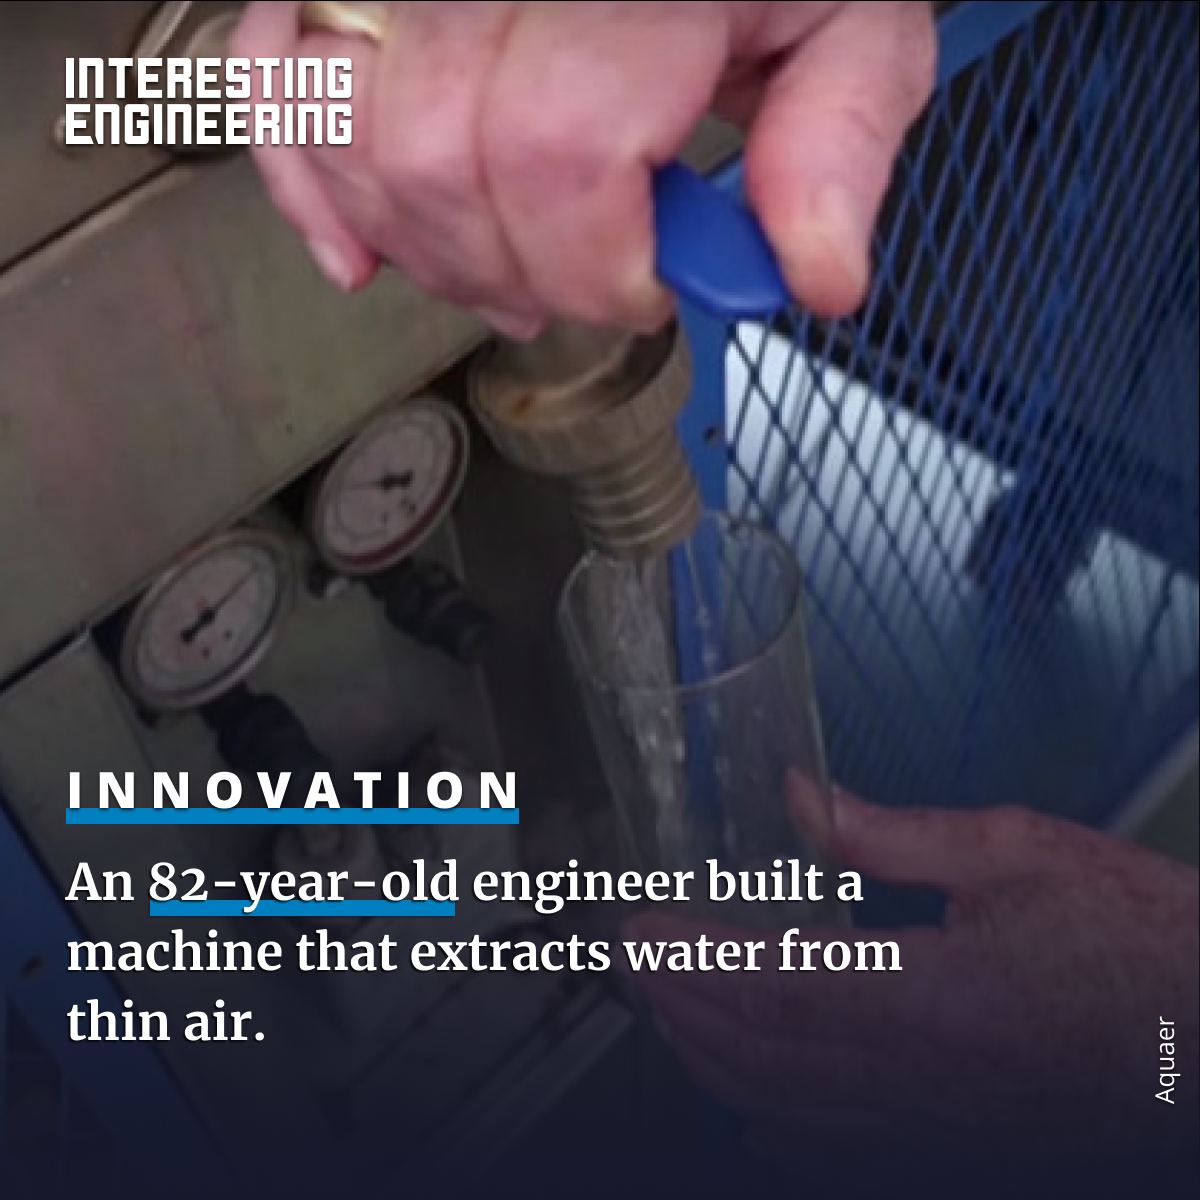 INTERESTING
ENGINEERING
INNOVATION
An 82-year-old engineer built a
machine that extracts water from
thin air.
Aquaer